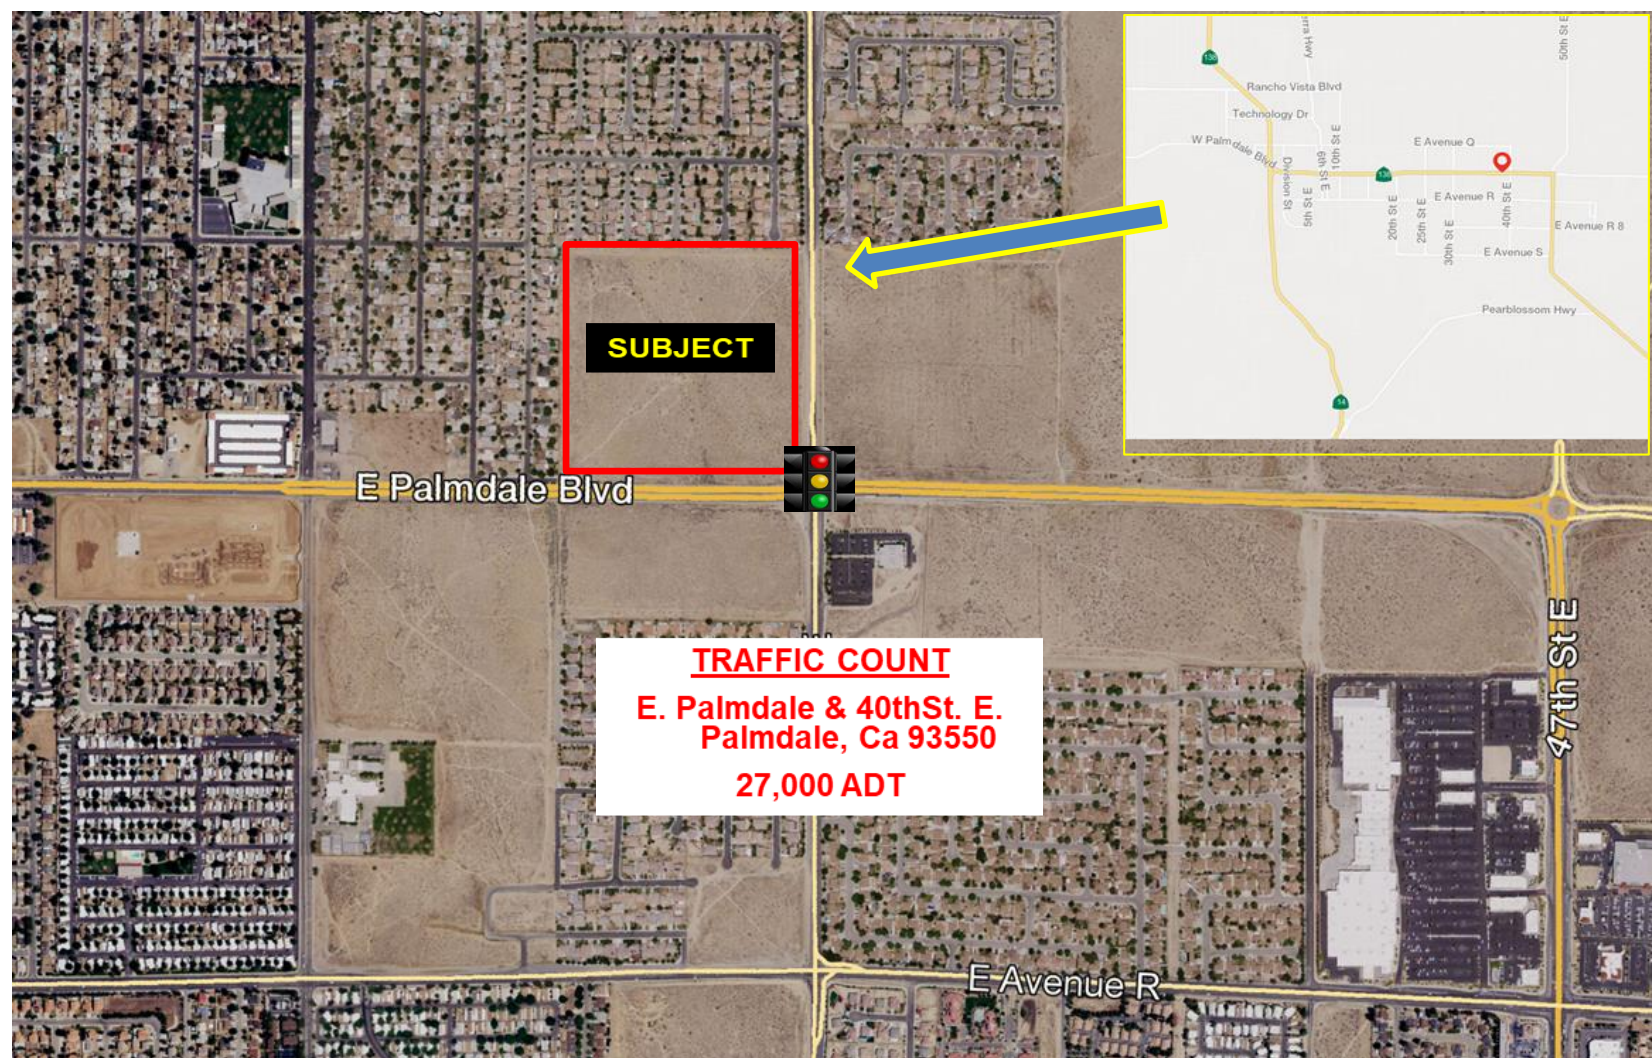 erra Hwy
50th St E
138
Rancho Vista Blvd
Technology Dr
W Palmdale Blvd
Division St
5th St E
6th St E
10th St E
E Avenue Q
138
E Avenue R
20th St E
25th St E
30th St E
40th St E
E Avenue R 8
E Avenue S
Pearblossom Hwy
14
SUBJECT
E Palmdale Blvd
47th St E
TRAFFIC COUNT
E. Palmdale & 40thSt. E.
Palmdale, Ca 93550
27,000 ADT
E Avenue R